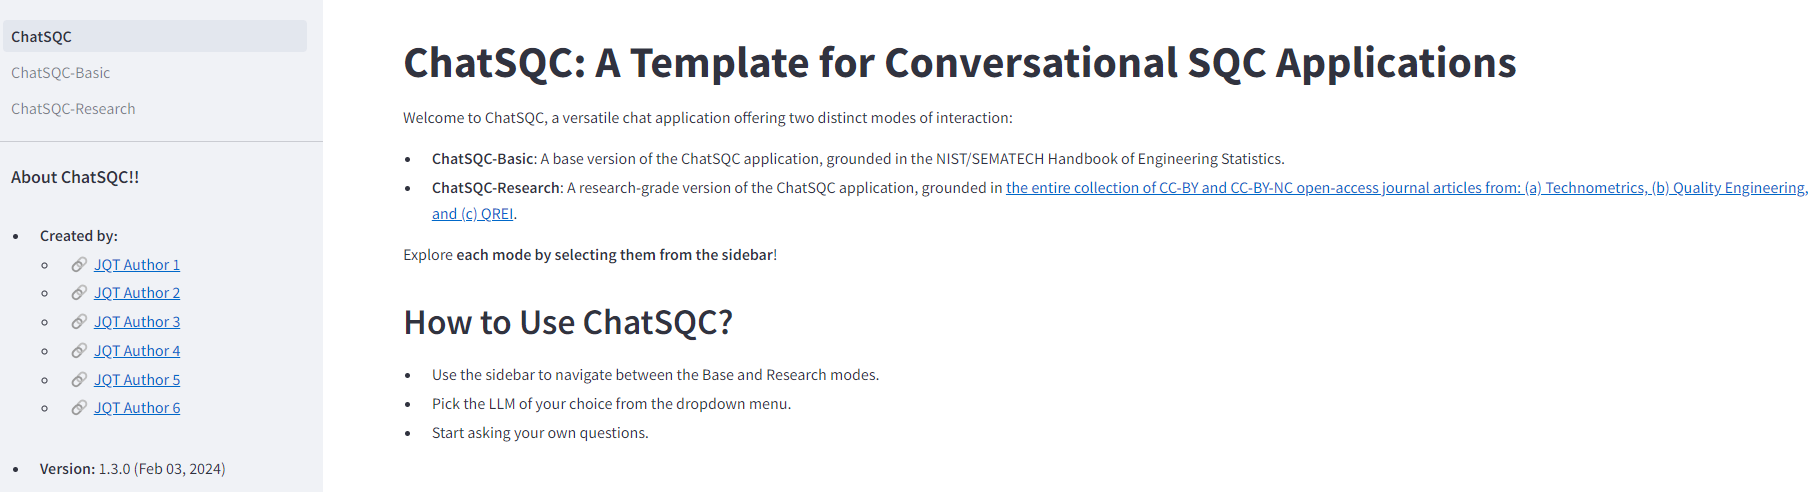 ChatSQC
ChatSQC-Basic
ChatSQC-Research
About ChatSQC!!
• Created by:
JQT Author 1
JQT Author 2
JQT Author 3
JQT Author 4
JQT Author 5
JQT Author 6
• Version: 1.3.0 (Feb 03, 2024)
ChatSQC: A Template for Conversational SQC Applications
Welcome to ChatSQC, a versatile chat application offering two distinct modes of interaction:
• ChatSQC-Basic: A base version of the ChatSQC application, grounded in the NIST/SEMATECH Handbook of Engineering Statistics.
• ChatSQC-Research: A research-grade version of the ChatSQC application, grounded in the entire collection of CC-BY and CC-BY-NC open-access journal articles from: (a) Technometrics, (b) Quality Engineering,
and (c) QREI.
Explore each mode by selecting them from the sidebar!
How to Use ChatSQC?
• Use the sidebar to navigate between the Base and Research modes.
• Pick the LLM of your choice from the dropdown menu.
• Start asking your own questions.